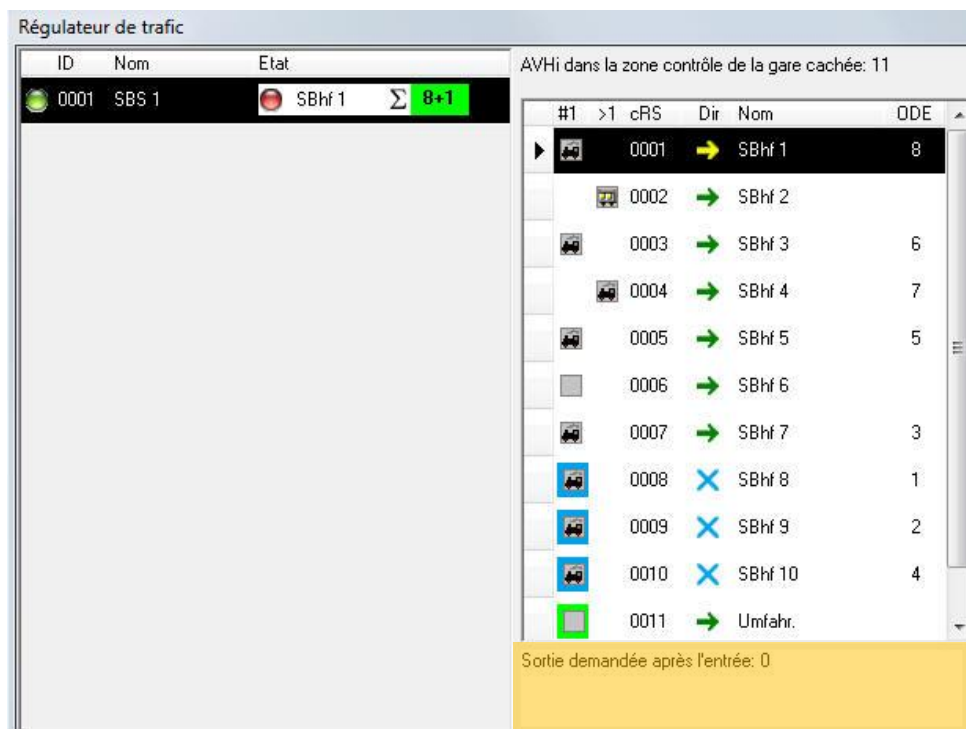 Régulateur de trafic
ID Nom Etat
0001 SBS 1 SBhf 1 Σ 8+1
AVHi dans la zone contrôle de la gare cachée: 11
#1 >1 cRS Dir Nom ODE
0001 SBhf 1 8
0002 SBhf 2
0003 SBhf 3 6
0004 SBhf 4 7
0005 SBhf 5 5
0006 SBhf 6
0007 SBhf 7 3
0008 SBhf 8 1
0009 SBhf 9 2
0010 SBhf 10 4
0011 Umfahr.
Sortie demandée après l'entrée: 0